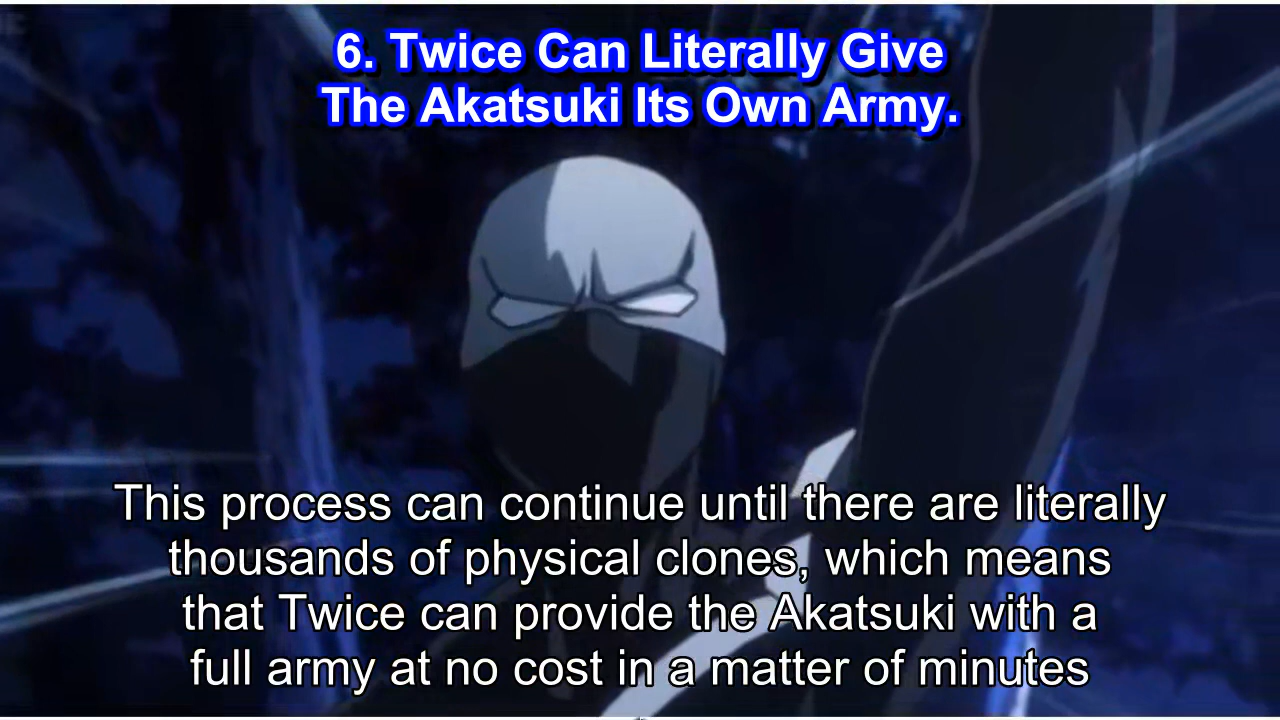 6. Twice Can Literally Give
The Akatsuki Its Own Army.
This process can continue until there are literally
thousands of physical clones, which means
that Twice can provide the Akatsuki with a
full army at no cost in a matter of minutes